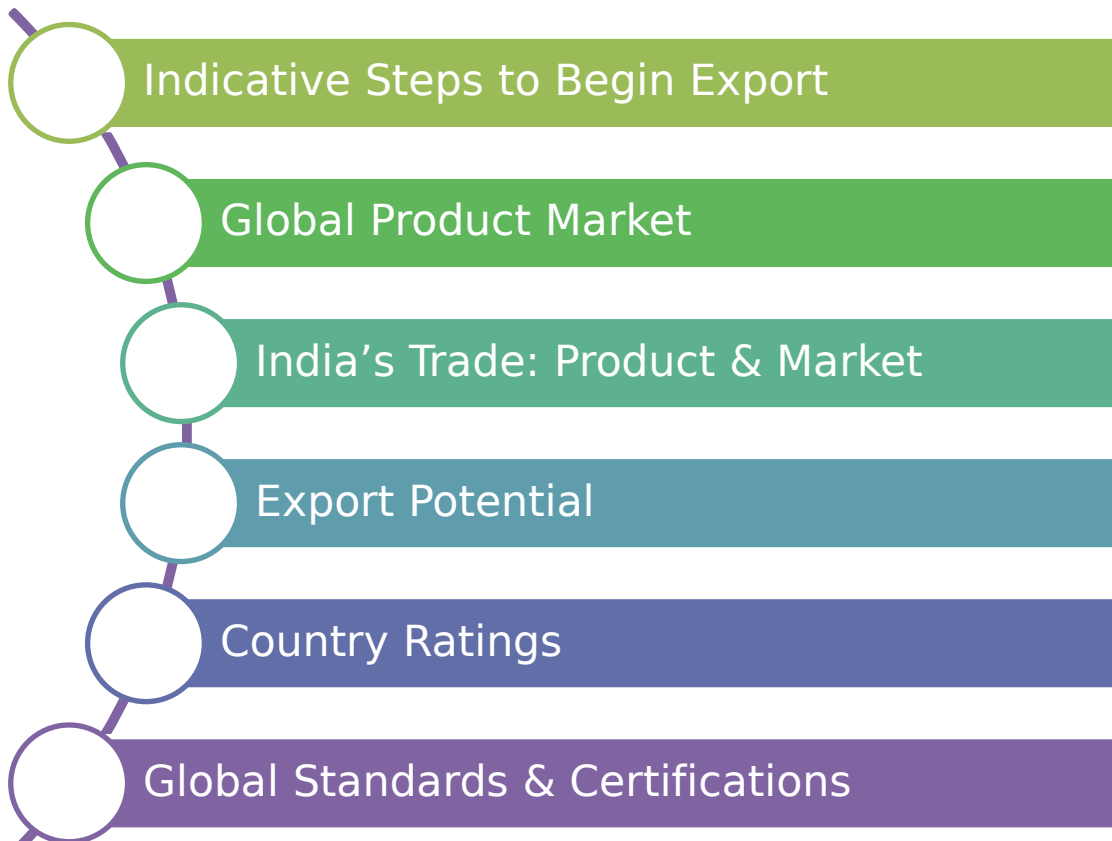 Indicative Steps to Begin Export
Global Product Market
India’s Trade: Product & Market
Export Potential
Country Ratings
Global Standards & Certifications